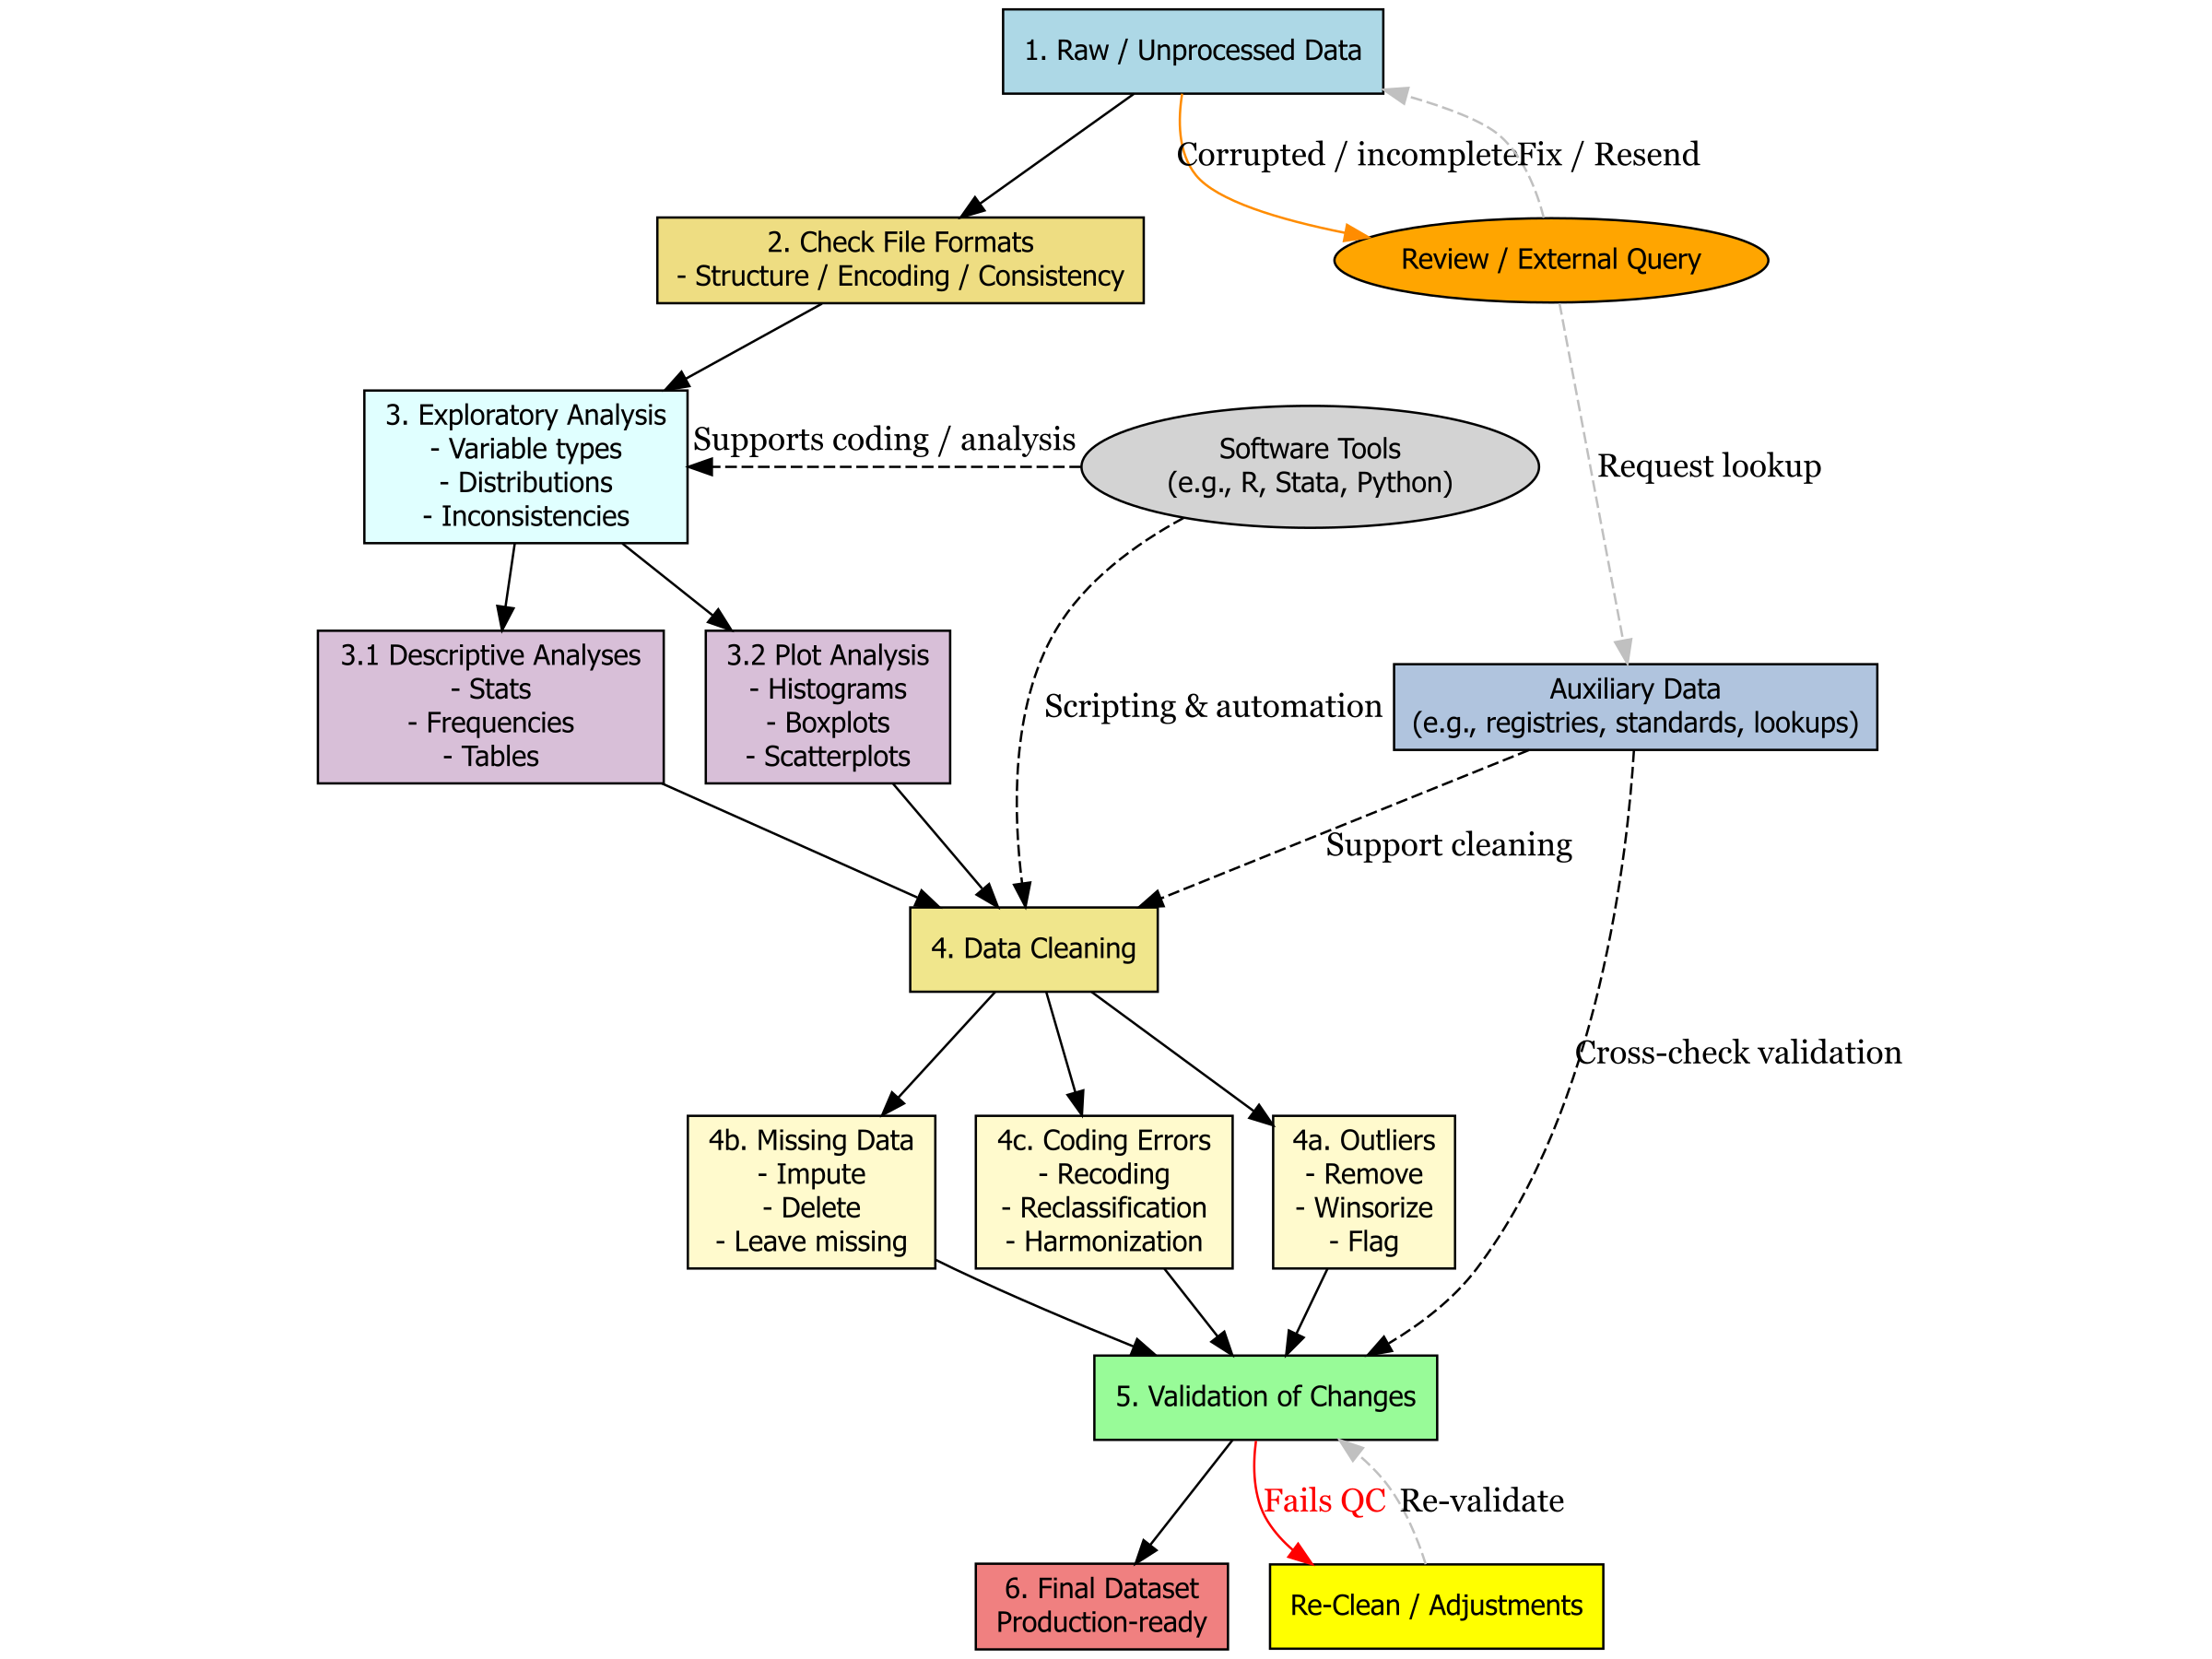 1. Raw / Unprocessed Data
Corrupted / incomplete
Fix / Resend
2. Check File Formats
- Structure / Encoding / Consistency
Review / External Query
3. Exploratory Analysis
- Variable types
- Distributions
- Inconsistencies
Supports coding / analysis
Software Tools
(e.g., R, Stata, Python)
Request lookup
3.1 Descriptive Analyses
- Stats
- Frequencies
- Tables
3.2 Plot Analysis
- Histograms
- Boxplots
- Scatterplots
Scripting & automation
Auxiliary Data
(e.g., registries, standards, lookups)
Support cleaning
4. Data Cleaning
Cross-check validation
4b. Missing Data
- Impute
- Delete
- Leave missing
4c. Coding Errors
- Recoding
- Reclassification
- Harmonization
4a. Outliers
- Remove
- Winsorize
- Flag
5. Validation of Changes
Fails QC
Re-validate
6. Final Dataset
Production-ready
Re-Clean / Adjustments